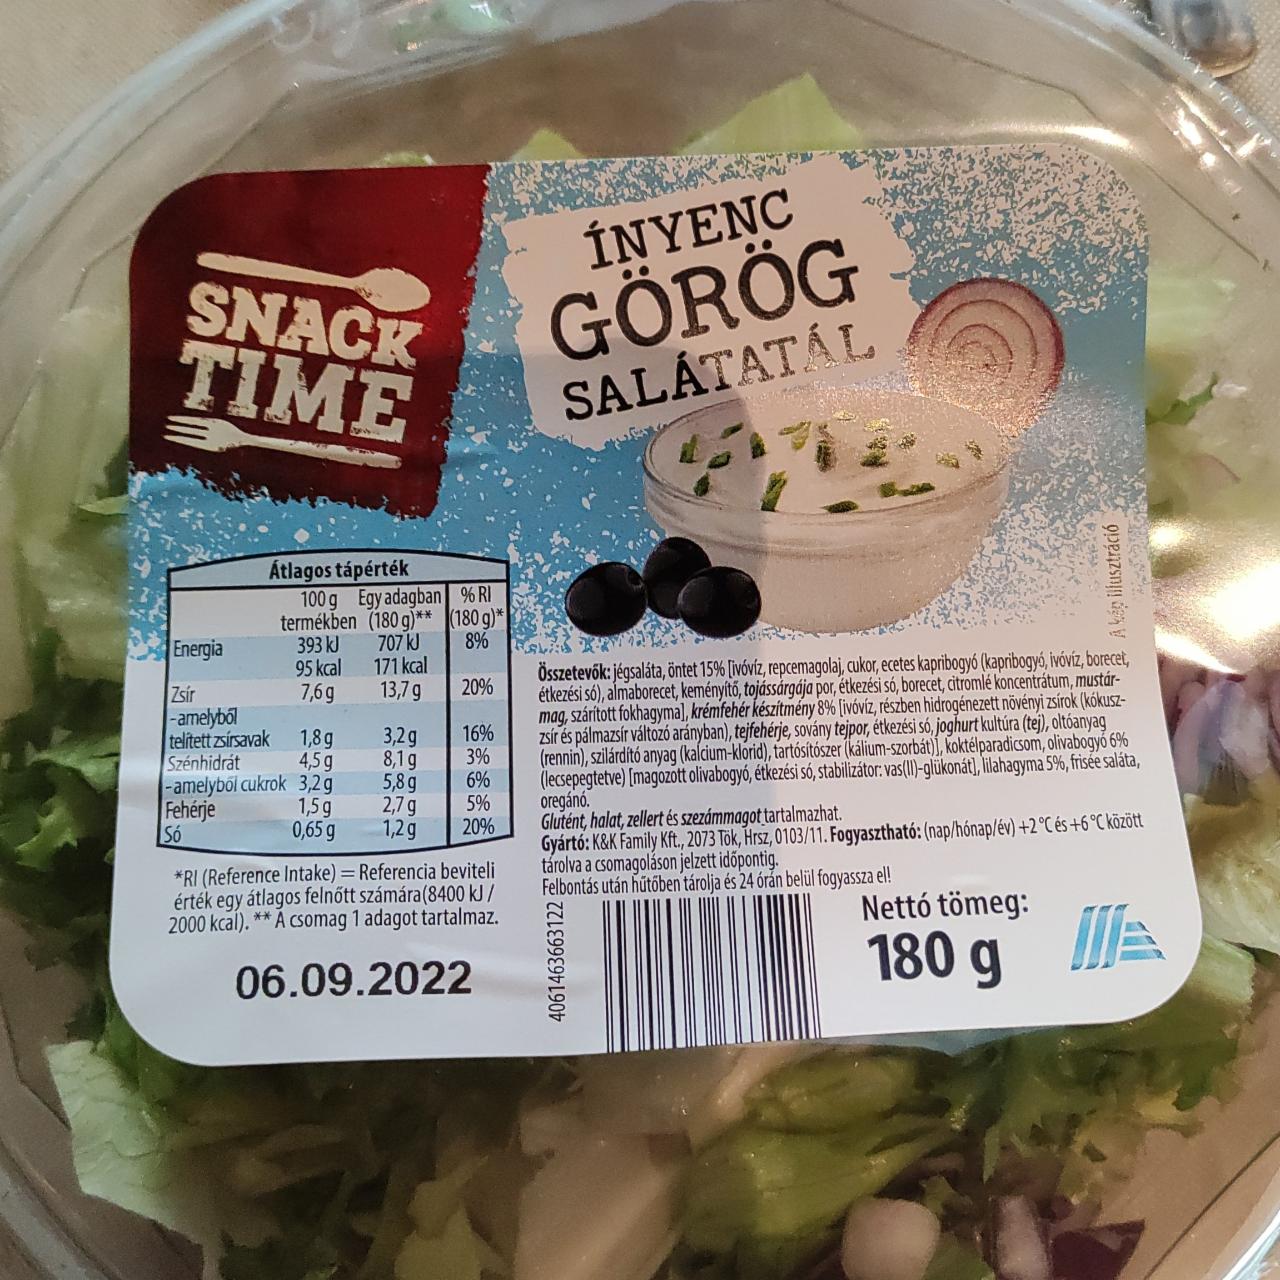 SNACK
TIME
ÍNYENC
GÖRÖG
SALÁTATÁL
A kép illusztráció
Átlagos tápérték
100 g Egy adagban % RI
termékben (180 g)** (180 g)*
Energia 393 kJ 707 kJ 8%
95 kcal 171 kcal
Zsír 7,6 g 13,7 g 20%
-amelyből
telített zsírsavak 1,8 g 3,2 g 16%
Szénhidrát 4,5 g 8,1 g 3%
-amelyből cukrok 3,2 g 5,8 g 6%
Fehérje 1,5 g 2,7 g 5%
Só 0,65 g 1,2 g 20%
*RI (Reference Intake) = Referencia beviteli
érték egy átlagos felnőtt számára(8400 kJ /
2000 kcal). ** A csomag 1 adagot tartalmaz.
06.09.2022
Összetevők: jégsaláta, öntet 15% [ivóvíz, repcemagolaj, cukor, ecetes kapribogyó (kapribogyó, ivóvíz, borecet,
étkezési só), almaborecet, keményítő, tojássárgája por, étkezési só, borecet, citromlé koncentrátum, mustár-
mag, szárított fokhagyma], krémfehér készítmény 8% [ivóvíz, részben hidrogénezett növényi zsírok (kókusz-
zsír és pálmazsír változó arányban), tejfehérje, sovány tejpor, étkezési só, joghurt kultúra (tej), oltóanyag
(rennin), szilárdító anyag (kalcium-klorid), tartósítószer (kálium-szorbát)], koktélparadicsom, olivabogyó 6%
(lecsepegtetve) [magozott olivabogyó, étkezési só, stabilizátor: vas(II)-glükonát], lilahagyma 5%, frisée saláta,
oregánó.
Glutént, halat, zellert és szezámmagot tartalmazhat.
Gyártó: K&K Family Kft., 2073 Tök, Hrsz, 0103/11. Fogyasztható: (nap/hónap/év) +2 °C és +6 °C között
tárolva a csomagoláson jelzett időpontig.
Felbontás után hűtőben tárolja és 24 órán belül fogyassza el!
4061463663122
Nettó tömeg:
180 g